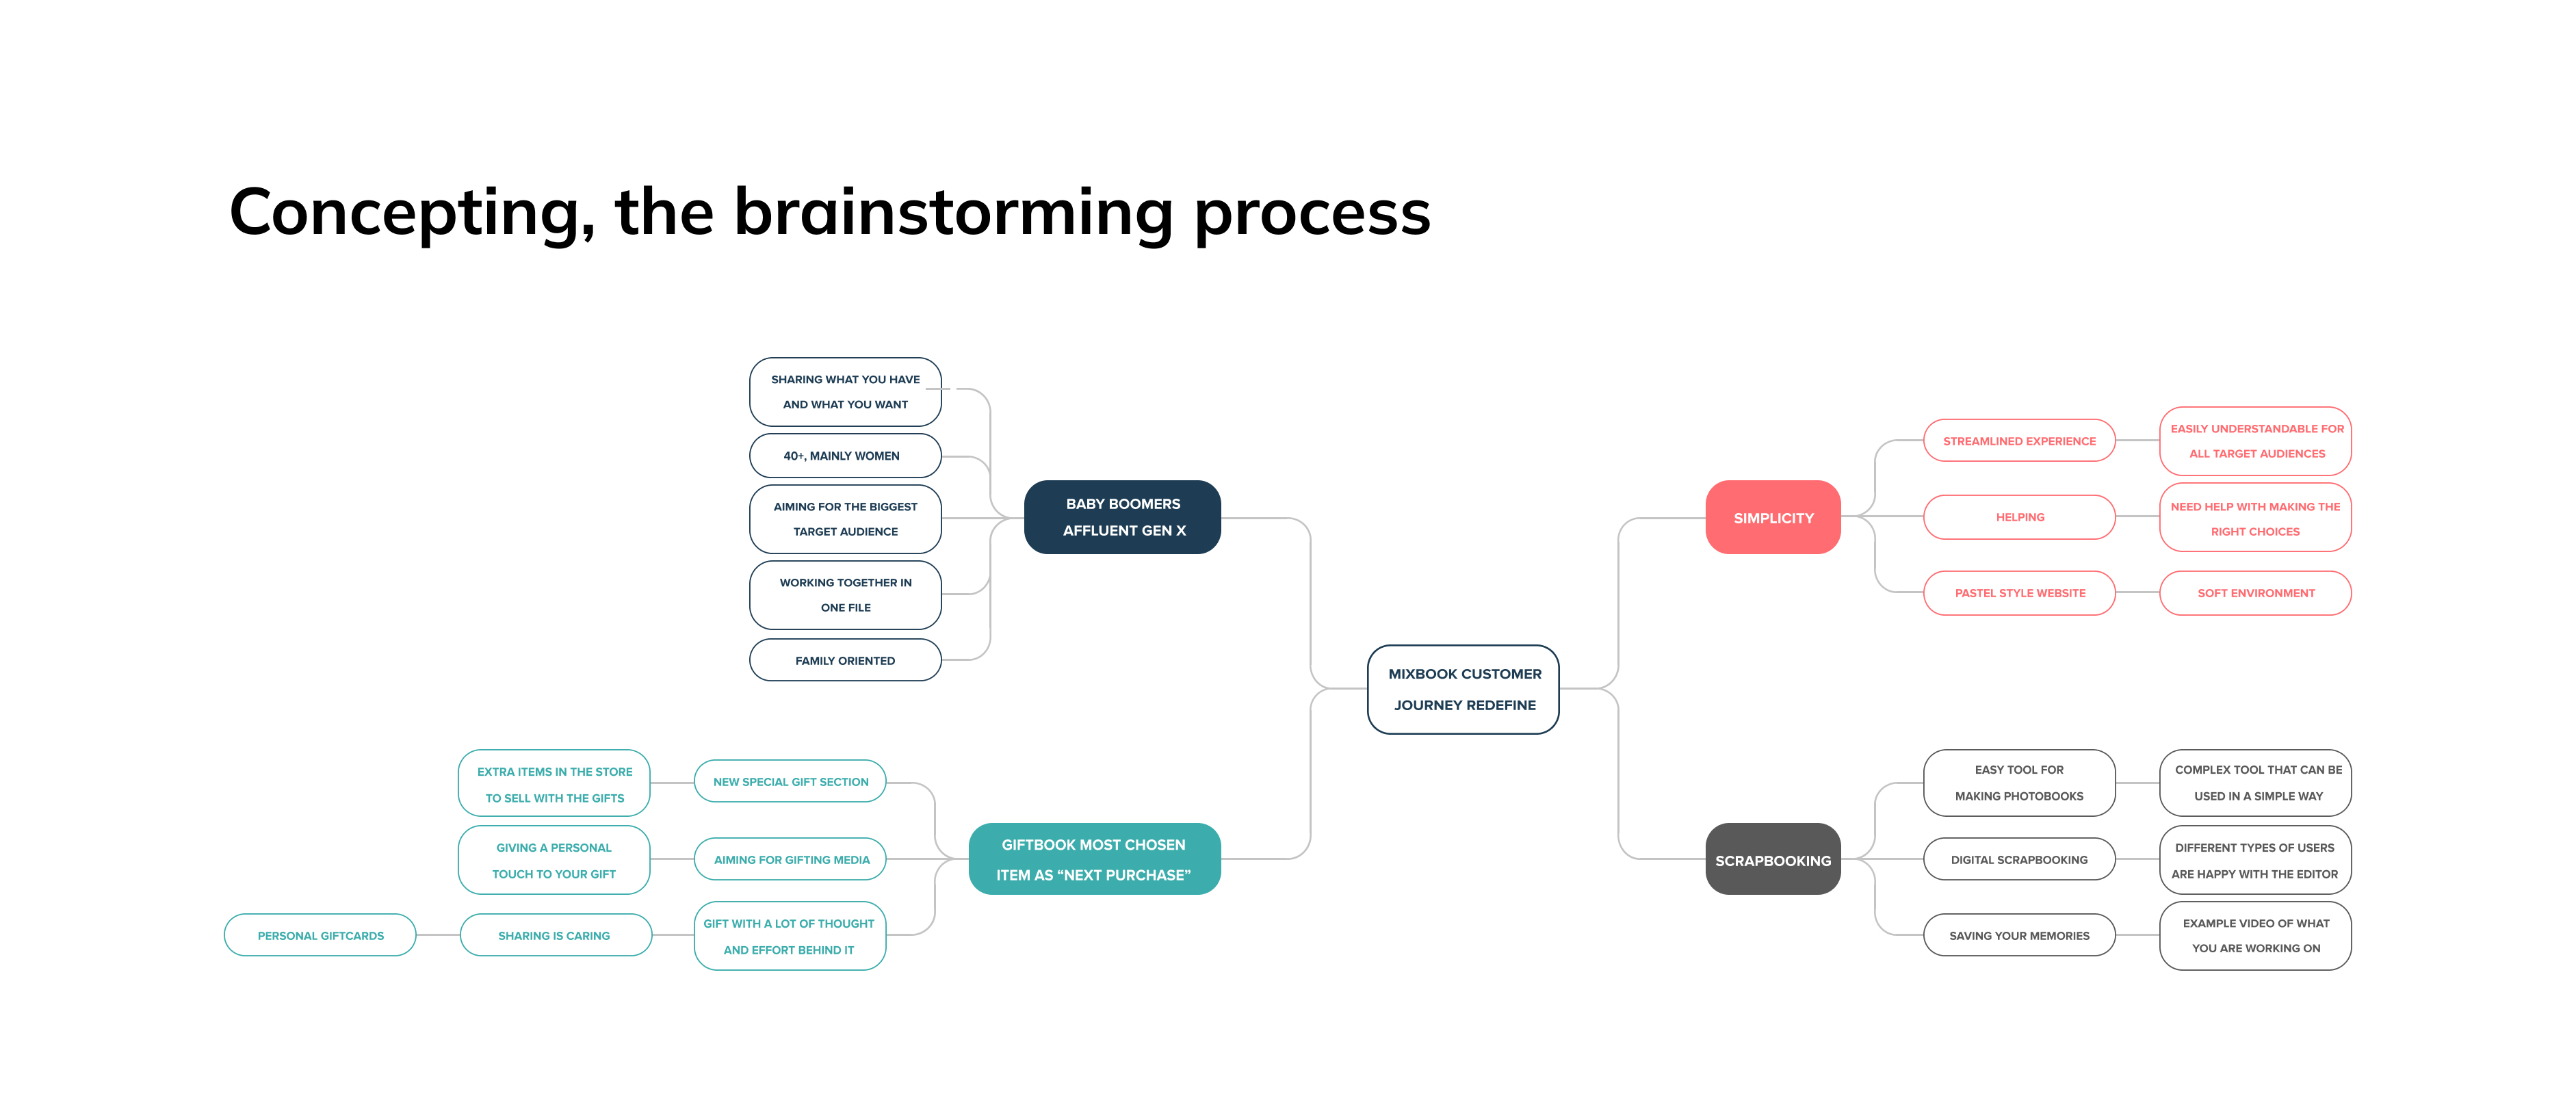 Concepting, the brainstorming process
SHARING WHAT YOU HAVE
AND WHAT YOU WANT
40+, MAINLY WOMEN
AIMING FOR THE BIGGEST
TARGET AUDIENCE
WORKING TOGETHER IN
ONE FILE
FAMILY ORIENTED
BABY BOOMERS
AFFLUENT GEN X
EXTRA ITEMS IN THE STORE
TO SELL WITH THE GIFTS
NEW SPECIAL GIFT SECTION
GIVING A PERSONAL
TOUCH TO YOUR GIFT
AIMING FOR GIFTING MEDIA
PERSONAL GIFTCARDS
SHARING IS CARING
GIFT WITH A LOT OF THOUGHT
AND EFFORT BEHIND IT
GIFTBOOK MOST CHOSEN
ITEM AS “NEXT PURCHASE”
MIXBOOK CUSTOMER
JOURNEY REDEFINE
SIMPLICITY
STREAMLINED EXPERIENCE
EASILY UNDERSTANDABLE FOR
ALL TARGET AUDIENCES
HELPING
NEED HELP WITH MAKING THE
RIGHT CHOICES
PASTEL STYLE WEBSITE
SOFT ENVIRONMENT
SCRAPBOOKING
EASY TOOL FOR
MAKING PHOTOBOOKS
COMPLEX TOOL THAT CAN BE
USED IN A SIMPLE WAY
DIGITAL SCRAPBOOKING
DIFFERENT TYPES OF USERS
ARE HAPPY WITH THE EDITOR
SAVING YOUR MEMORIES
EXAMPLE VIDEO OF WHAT
YOU ARE WORKING ON